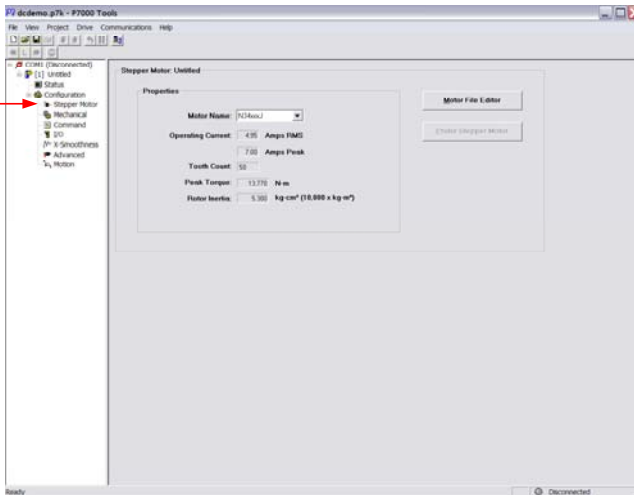 dcdemo.p7k - P7000 Tools
File View Project Drive Communications Help
COM1 (Disconnected)
[1] Untitled
Status
Configuration
Stepper Motor
Mechanical
Command
I/O
X-Smoothness
Advanced
Motion
Stepper Motor: Untitled
Properties
Motor Name:
Operating Current: 4.95 Amps RMS
7.00 Amps Peak
Tooth Count: 50
Peak Torque: 13.770 N-m
Rotor Inertia: 5.300 kg-cm² (10,000 x kg-m²)
Motor File Editor
Probe Stepper Motor
Ready
Disconnected